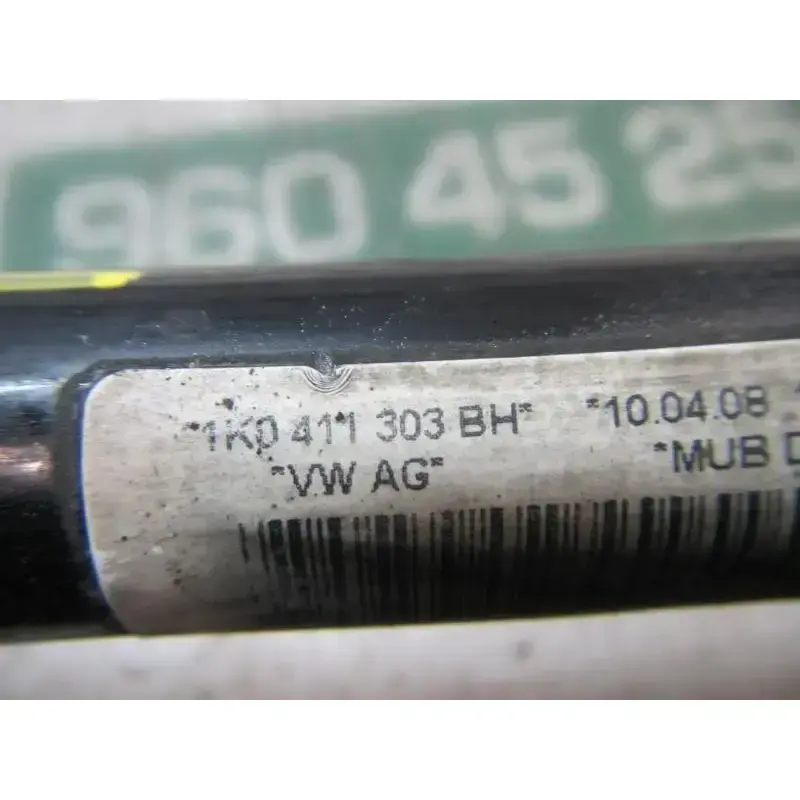 960 45 25
*1K0 411 303 BH* *10.04.08
*VW AG* *MUB D